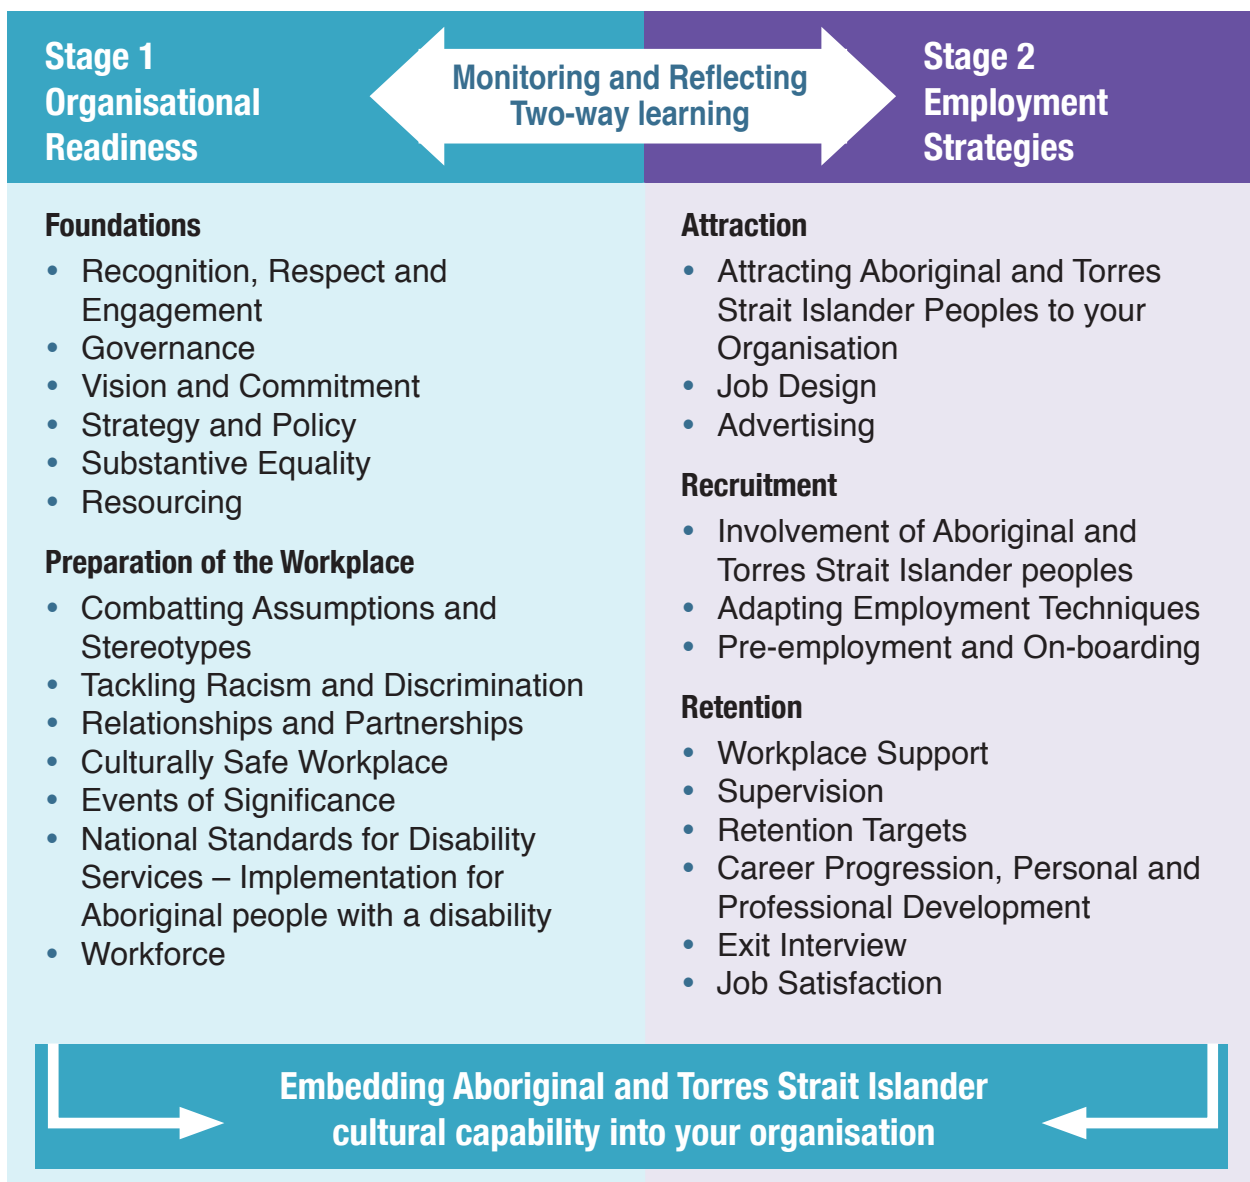 Stage 1
Organisational
Readiness
Monitoring and Reflecting
Two-way learning
Stage 2
Employment
Strategies
Foundations
• Recognition, Respect and
Engagement
• Governance
• Vision and Commitment
• Strategy and Policy
• Substantive Equality
• Resourcing
Preparation of the Workplace
• Combatting Assumptions and
Stereotypes
• Tackling Racism and Discrimination
• Relationships and Partnerships
• Culturally Safe Workplace
• Events of Significance
• National Standards for Disability
Services – Implementation for
Aboriginal people with a disability
• Workforce
Attraction
• Attracting Aboriginal and Torres
Strait Islander Peoples to your
Organisation
• Job Design
• Advertising
Recruitment
• Involvement of Aboriginal and
Torres Strait Islander peoples
• Adapting Employment Techniques
• Pre-employment and On-boarding
Retention
• Workplace Support
• Supervision
• Retention Targets
• Career Progression, Personal and
Professional Development
• Exit Interview
• Job Satisfaction
Embedding Aboriginal and Torres Strait Islander
cultural capability into your organisation